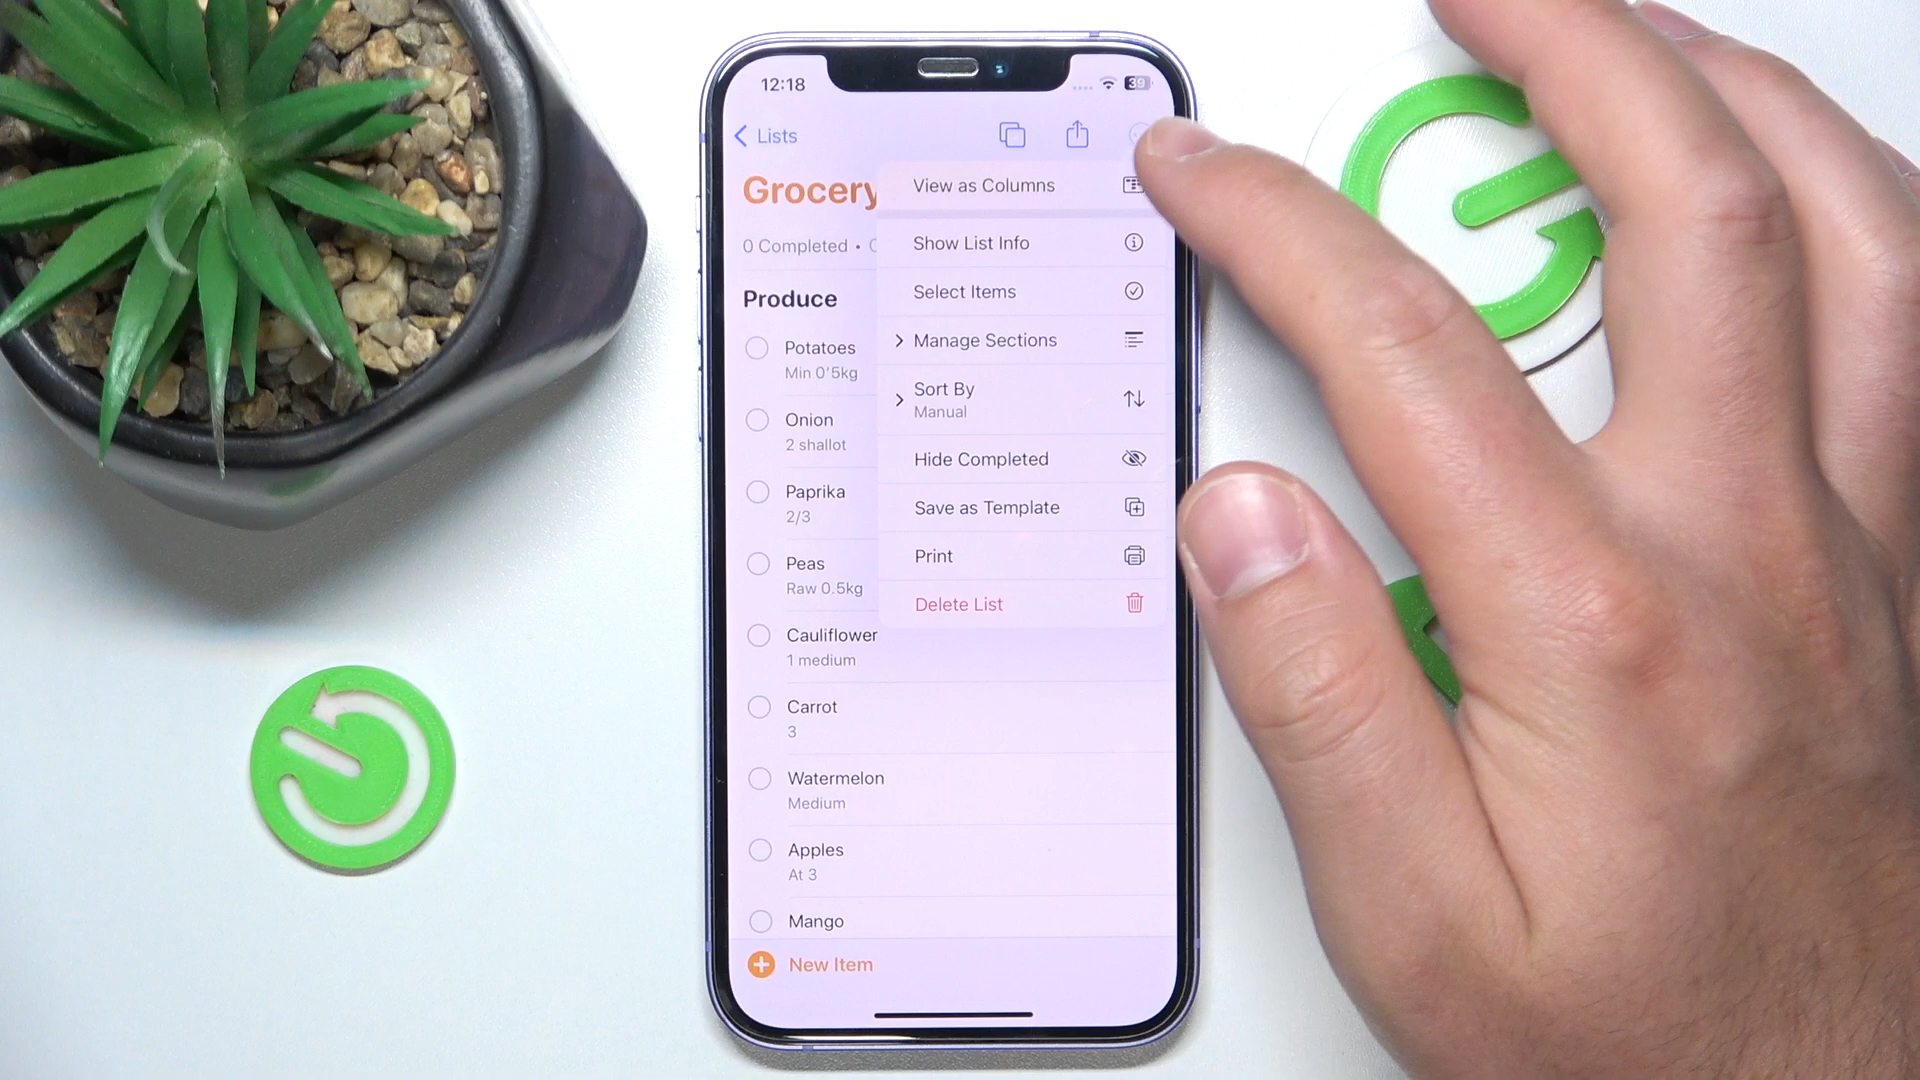 12:18
39
Lists
Grocery
View as Columns
0 Completed •
Show List Info
Produce
Select Items
Potatoes
Min 0'5kg
Manage Sections
Onion
2 shallot
Sort By
Manual
Hide Completed
Paprika
2/3
Save as Template
Peas
Raw 0.5kg
Print
Delete List
Cauliflower
1 medium
Carrot
3
Watermelon
Medium
Apples
At 3
Mango
New Item